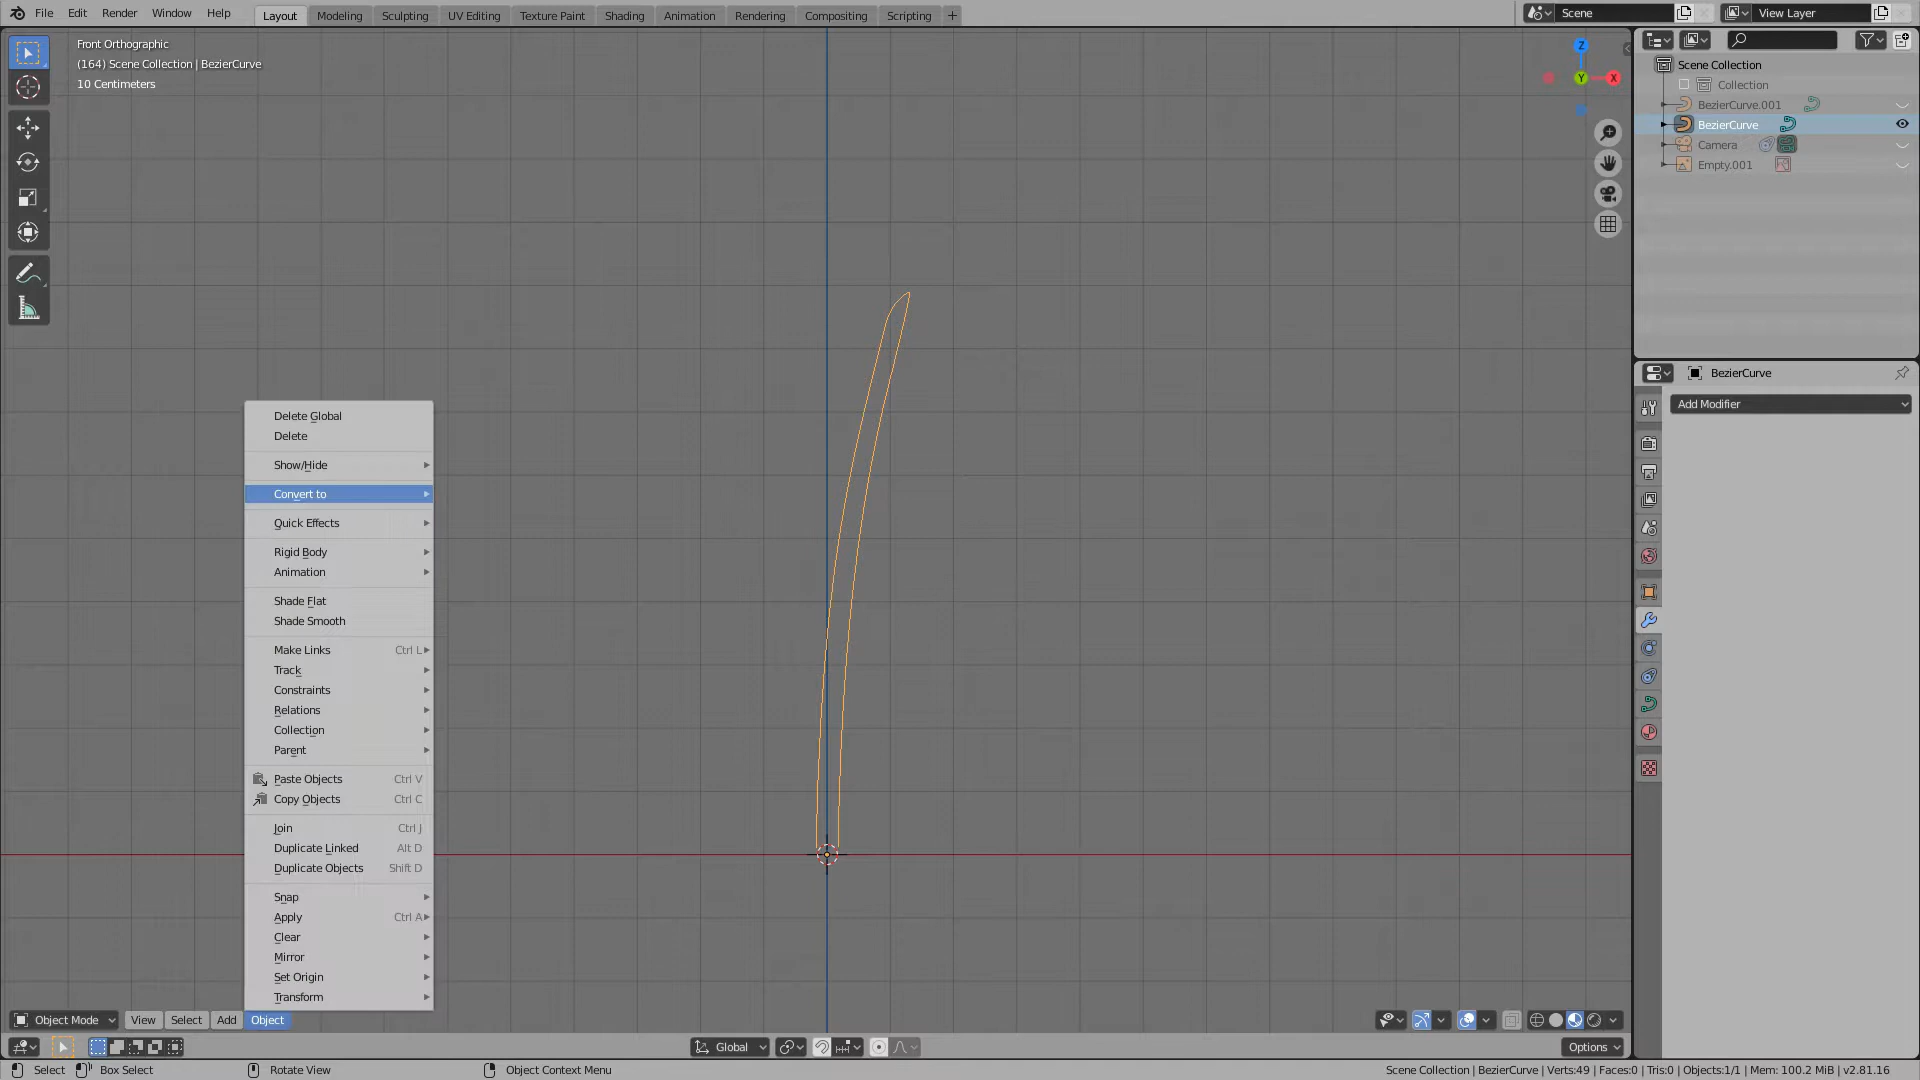 File Edit Render Window Help Layout Modeling Sculpting UV Editing Texture Paint Shading Animation Rendering Compositing Scripting +
Scene
View Layer
Front Orthographic
(164) Scene Collection | BezierCurve
10 Centimeters
Z
Y
X
Scene Collection
Collection
BezierCurve.001
BezierCurve
Camera
Empty.001
BezierCurve
Add Modifier
Delete Global
Delete
Show/Hide
Convert to
Quick Effects
Rigid Body
Animation
Shade Flat
Shade Smooth
Make Links Ctrl L
Track
Constraints
Relations
Collection
Parent
Paste Objects Ctrl V
Copy Objects Ctrl C
Join Ctrl J
Duplicate Linked Alt D
Duplicate Objects Shift D
Snap
Apply Ctrl A
Clear
Mirror
Set Origin
Transform
Object Mode View Select Add Object
Global
Options
Select Box Select Rotate View Object Context Menu
Scene Collection | BezierCurve | Verts:49 | Faces:0 | Tris:0 | Objects:1/1 | Mem: 100.2 MiB | v2.81.16